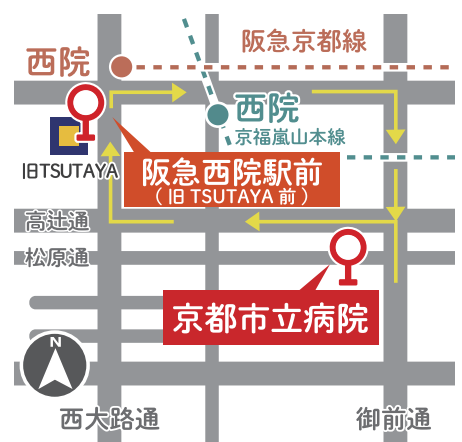 阪急京都線
西院
西院
京福嵐山本線
旧TSUTAYA
阪急西院駅前
（旧 TSUTAYA 前）
高辻通
松原通
京都市立病院
N
西大路通
御前通